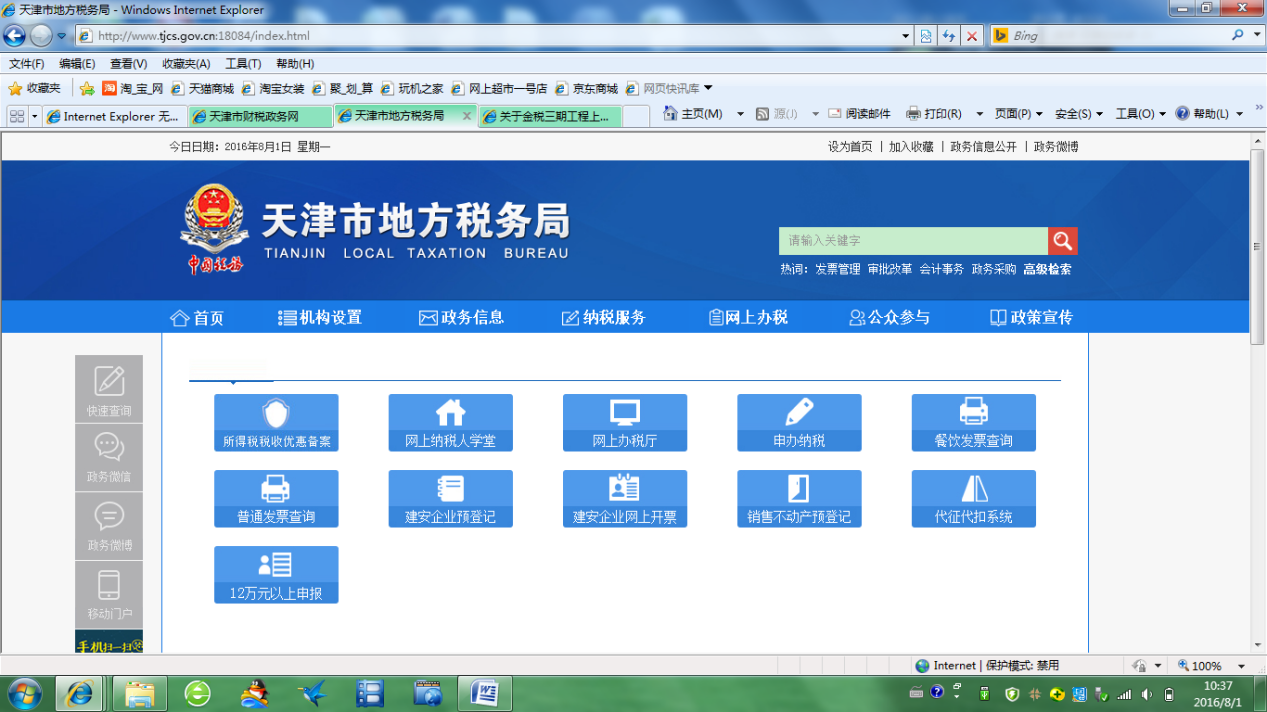 天津市地方税务局 - Windows Internet Explorer
http://www.tjcs.gov.cn:18084/index.html
Bing
文件(F) 编辑(E) 查看(V) 收藏夹(A) 工具(T) 帮助(H)
收藏夹 淘_宝_网 天猫商城 淘宝女装 聚_划_算 玩机之家 网上超市一号店 京东商城 网页快讯库
Internet Explorer 无... 天津市财税政务网 天津市地方税务局 关于金税三期工程上... 主页(M) 源(J) 阅读邮件 打印(R) 页面(P) 安全(S) 工具(O) 帮助(L)
今日日期：2016年8月1日 星期一 设为首页 | 加入收藏 | 政务信息公开 | 政务微博
天津市地方税务局
TIANJIN LOCAL TAXATION BUREAU
中国税务
请输入关键字
热词：发票管理 审批改革 会计事务 政务采购 高级检索
首页 机构设置 政务信息 纳税服务 网上办税 公众参与 政策宣传
快速查询
政务微信
政务微博
移动门户
手机扫一扫
所得税税收优惠备案 网上纳税人学堂 网上办税厅 申办纳税 餐饮发票查询
普通发票查询 建安企业预登记 建安企业网上开票 销售不动产预登记 代征代扣系统
12万元以上申报
Internet | 保护模式: 禁用 100%
10:37
2016/8/1